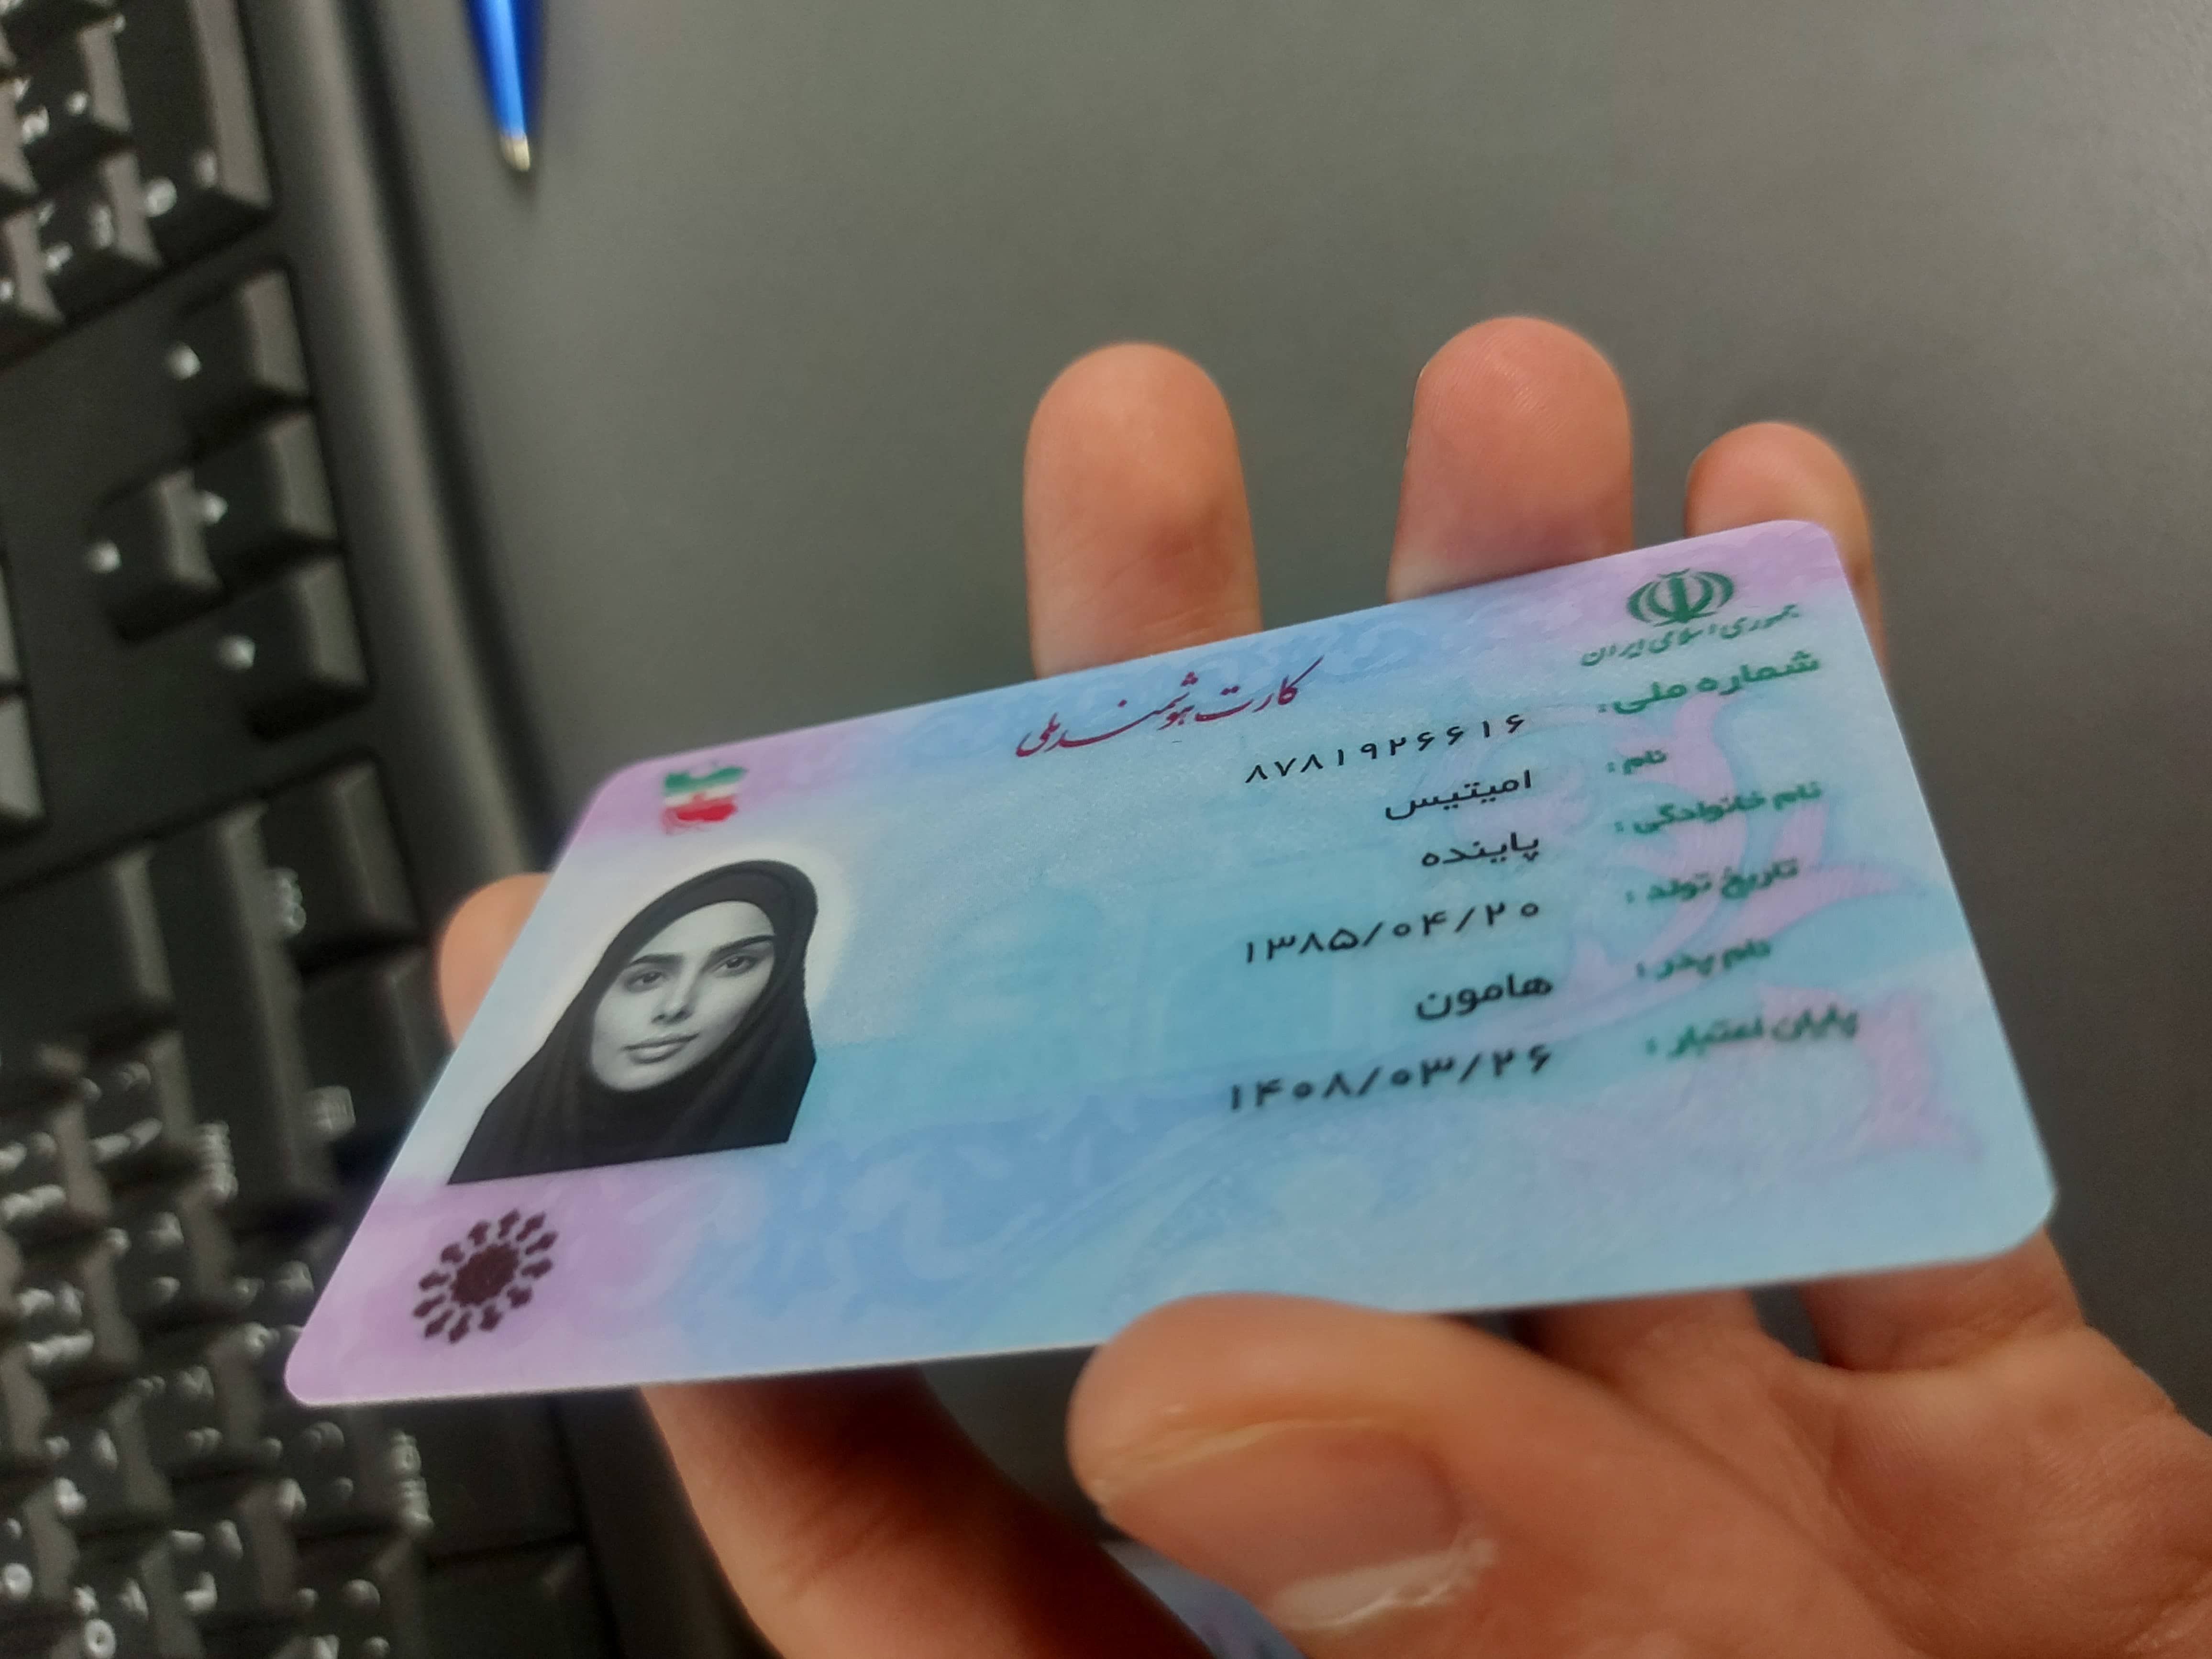 جمهوری اسلامی ایران
کارت هوشمند ملی
شماره ملی: ۸۷۸۱۹۲۶۶۱۶
نام: امیتیس
نام خانوادگی: پاینده
تاریخ تولد: ۱۳۸۵/۰۴/۲۰
نام پدر: هامون
پایان اعتبار: ۱۴۰۸/۰۳/۲۶